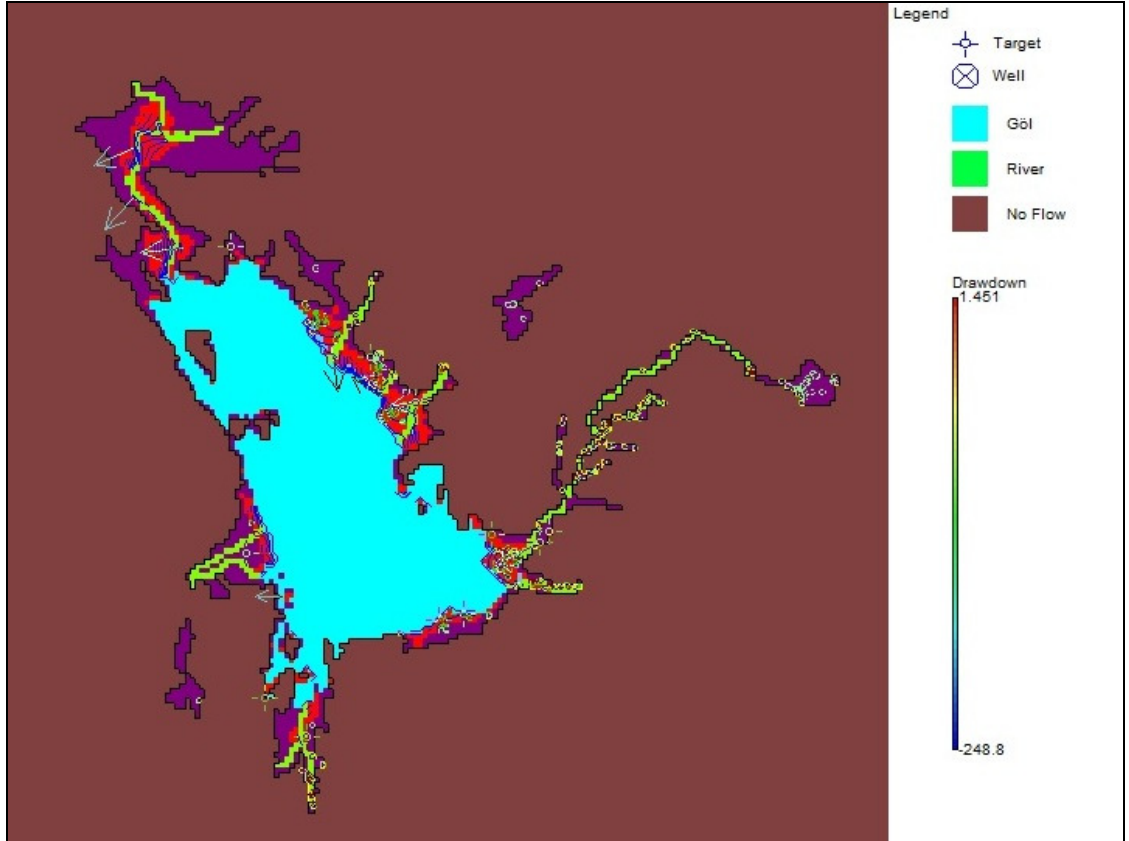 Legend
Target
Well
Göl
River
No Flow
Drawdown
1.451
-248.8